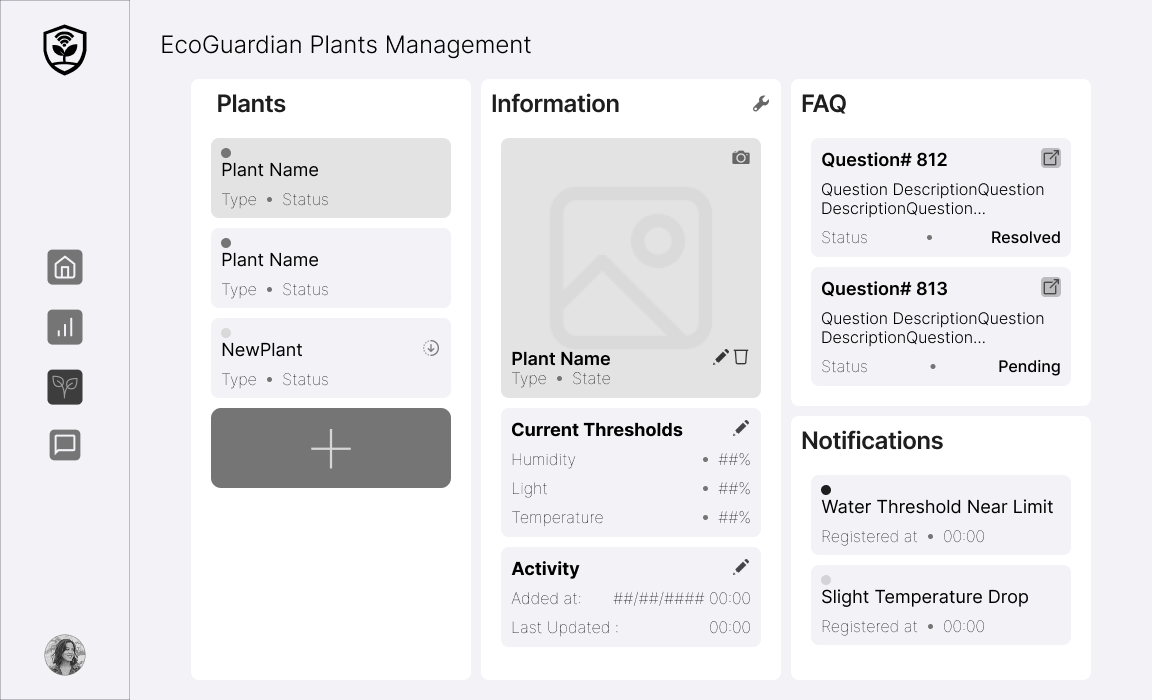 EcoGuardian Plants Management
Plants
Plant Name
Type • Status
Plant Name
Type • Status
NewPlant
Type • Status
Information
Plant Name
Type • State
Current Thresholds
Humidity • ##%
Light • ##%
Temperature • ##%
Activity
Added at: ##/##/#### 00:00
Last Updated : 00:00
FAQ
Question# 812
Question DescriptionQuestion
DescriptionQuestion...
Status • Resolved
Question# 813
Question DescriptionQuestion
DescriptionQuestion...
Status • Pending
Notifications
Water Threshold Near Limit
Registered at • 00:00
Slight Temperature Drop
Registered at • 00:00